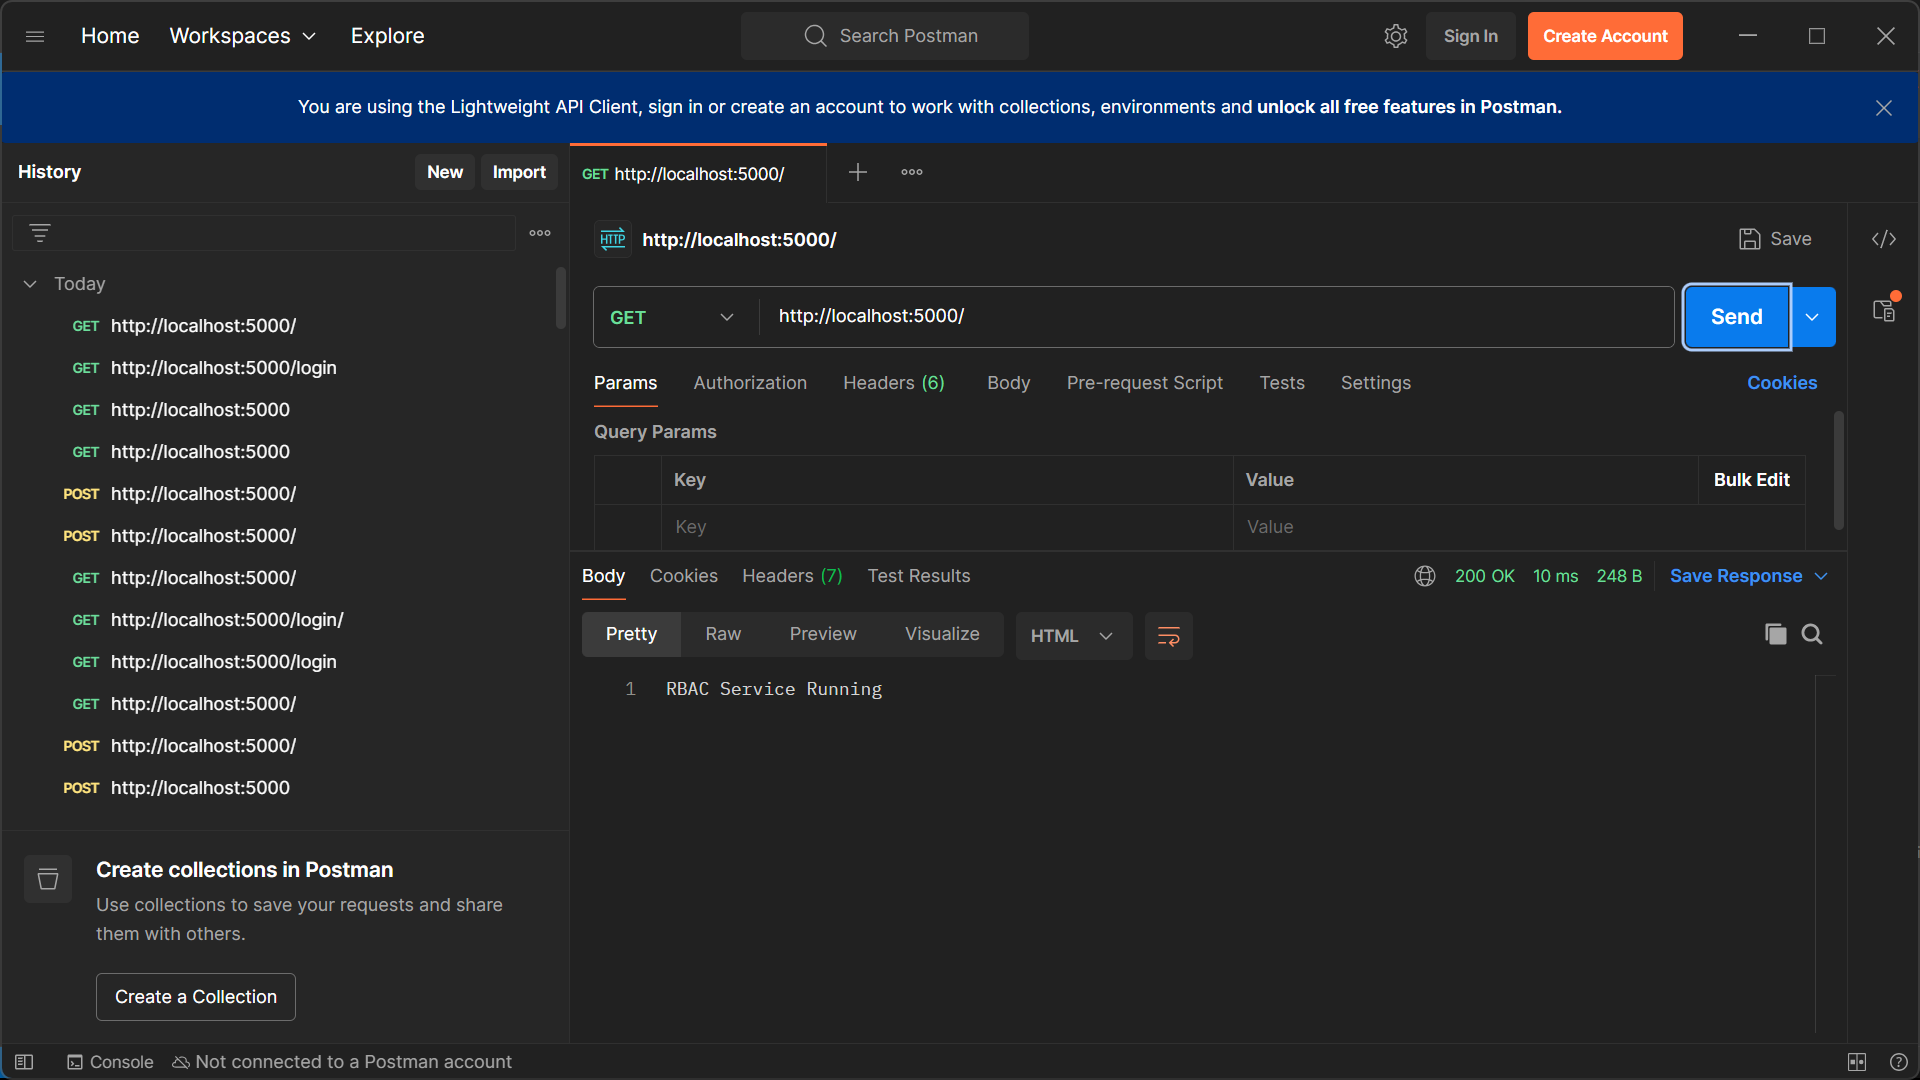 Home Workspaces Explore Search Postman Sign In Create Account
You are using the Lightweight API Client, sign in or create an account to work with collections, environments and unlock all free features in Postman.
History New Import
GET http://localhost:5000/
HTTP http://localhost:5000/ Save
Today
GET http://localhost:5000/
GET http://localhost:5000/login
GET http://localhost:5000
GET http://localhost:5000
POST http://localhost:5000/
POST http://localhost:5000/
GET http://localhost:5000/
GET http://localhost:5000/login/
GET http://localhost:5000/login
GET http://localhost:5000/
POST http://localhost:5000/
POST http://localhost:5000
Create collections in Postman
Use collections to save your requests and share
them with others.
Create a Collection
GET http://localhost:5000/ Send
Params Authorization Headers (6) Body Pre-request Script Tests Settings Cookies
Query Params
Key Value Bulk Edit
Key Value
Body Cookies Headers (7) Test Results 200 OK 10 ms 248 B Save Response
Pretty Raw Preview Visualize HTML
1 RBAC Service Running
Console Not connected to a Postman account